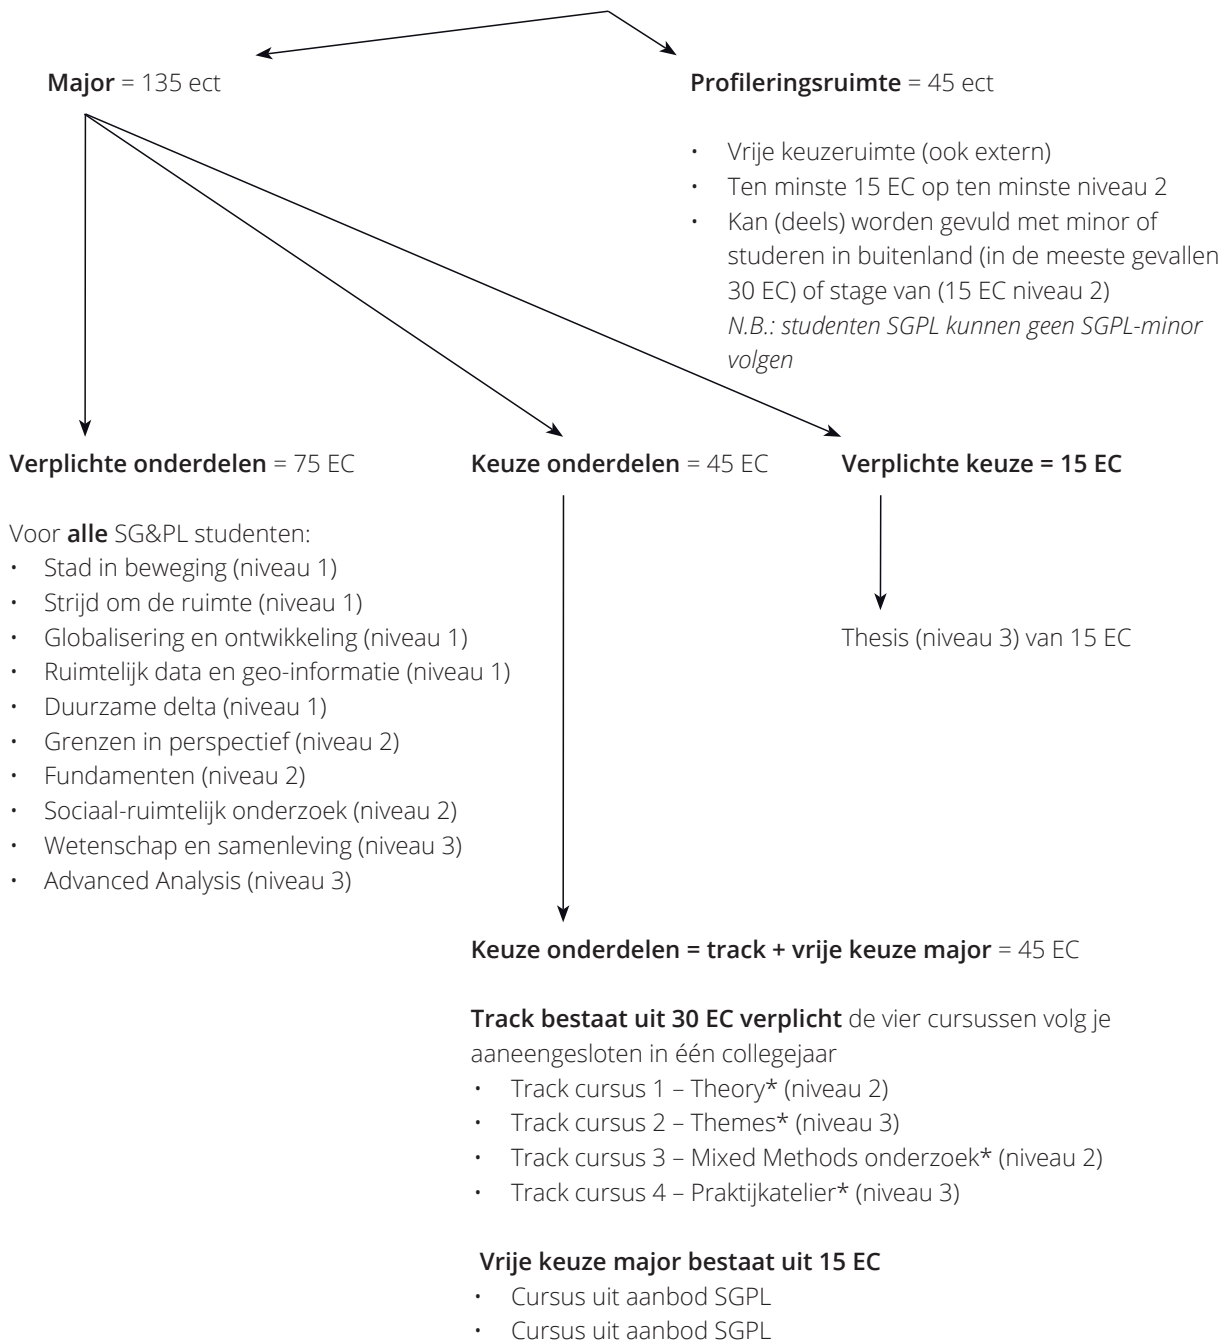 Major = 135 ect
Profileringsruimte = 45 ect
• Vrije keuzeruimte (ook extern)
• Ten minste 15 EC op ten minste niveau 2
• Kan (deels) worden gevuld met minor of
studeren in buitenland (in de meeste gevallen
30 EC) of stage van (15 EC niveau 2)
N.B.: studenten SGPL kunnen geen SGPL-minor
volgen
Verplichte onderdelen = 75 EC
Keuze onderdelen = 45 EC
Verplichte keuze = 15 EC
Voor alle SG&PL studenten:
• Stad in beweging (niveau 1)
• Strijd om de ruimte (niveau 1)
• Globalisering en ontwikkeling (niveau 1)
• Ruimtelijk data en geo-informatie (niveau 1)
• Duurzame delta (niveau 1)
• Grenzen in perspectief (niveau 2)
• Fundamenten (niveau 2)
• Sociaal-ruimtelijk onderzoek (niveau 2)
• Wetenschap en samenleving (niveau 3)
• Advanced Analysis (niveau 3)
Thesis (niveau 3) van 15 EC
Keuze onderdelen = track + vrije keuze major = 45 EC
Track bestaat uit 30 EC verplicht de vier cursussen volg je
aaneengesloten in één collegejaar
• Track cursus 1 – Theory* (niveau 2)
• Track cursus 2 – Themes* (niveau 3)
• Track cursus 3 – Mixed Methods onderzoek* (niveau 2)
• Track cursus 4 – Praktijkatelier* (niveau 3)
Vrije keuze major bestaat uit 15 EC
• Cursus uit aanbod SGPL
• Cursus uit aanbod SGPL